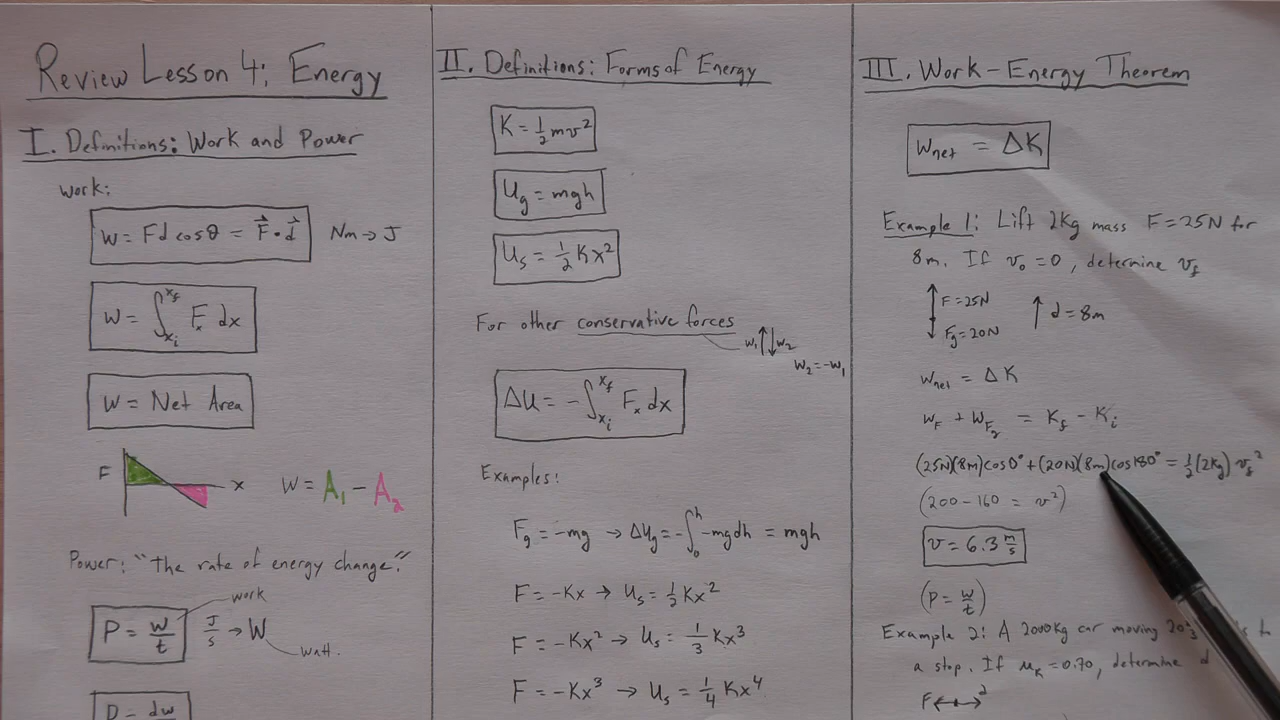 Review Lesson 4: Energy
I. Definitions: Work and Power
Work:
W = Fd cosθ = F⃗ • d⃗   Nm → J
W = ∫_{xi}^{xf} Fx dx
W = Net Area
F   x   W = A₁ - A₂
Power: "The rate of energy change."
P = W/t   work   J/s → W   watt.
P = dW
II. Definitions: Forms of Energy
K = ½mv²
Ug = mgh
Us = ½Kx²
For other conservative forces
W₁ ↑↓ W₂
W₂ = -W₁
ΔU = -∫_{xi}^{xf} Fx dx
Examples:
Fg = -mg → ΔUg = -∫₀^h -mgdh = mgh
F = -Kx → Us = ½Kx²
F = -Kx² → Us = ⅓Kx³
F = -Kx³ → Us = ¼Kx⁴
III. Work-Energy Theorem
Wnet = ΔK
Example 1: Lift 2Kg mass F = 25N for
8m. If v₀ = 0, determine vf
F = 25N
Fg = 20N
↑ d = 8m
Wnet = ΔK
WF + WFg = Kf - Ki
(25N)(8m)cos0° + (20N)(8m)cos180° = ½(2Kg)vf²
(200 - 160 = v²)
v = 6.3 m/s
(P = W/t)
Example 2: A 2000Kg car moving 20
a stop. If μK = 0.70, determine d
F ↔ d